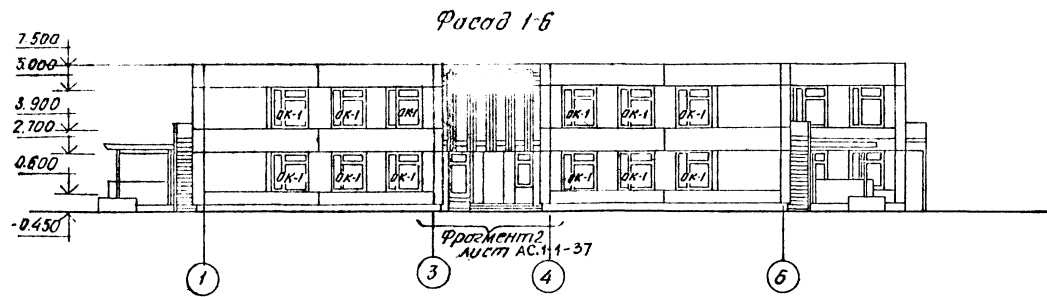 Фасад 1-6
7.500
5.000
3.900
2.700
0.600
-0.450
ОК-1 ОК-1 ОК1 ОК-1 ОК-1 ОК-1
ОК-1 ОК-1 ОК-1 ОК-1 ОК-1 ОК-1
Фрагмент 2
лист АС.1-1-37
1 3 4 6